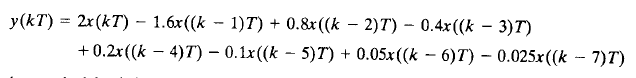 y(kT) = 2x(kT) − 1.6x((k − 1)T) + 0.8x((k − 2)T) − 0.4x((k − 3)T)
+ 0.2x((k − 4)T) − 0.1x((k − 5)T) + 0.05x((k − 6)T) − 0.025x((k − 7)T)